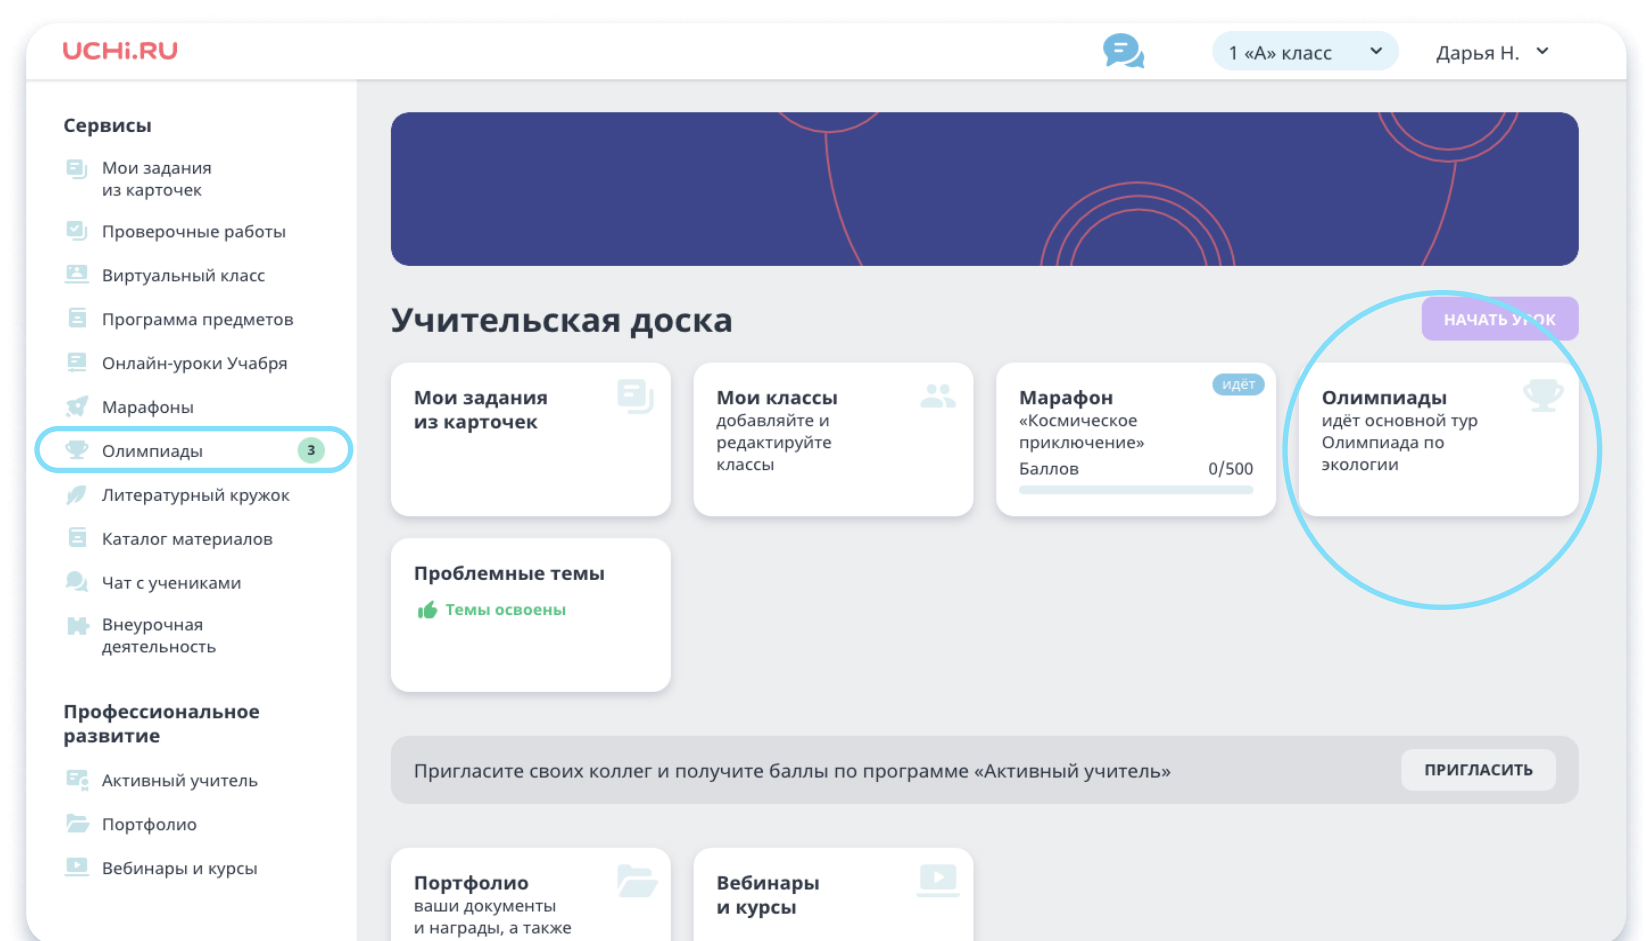 UCHi.RU
1 «А» класс
Дарья Н.
Сервисы
Мои задания
из карточек
Проверочные работы
Виртуальный класс
Программа предметов
Онлайн-уроки Учабря
Марафоны
Олимпиады 3
Литературный кружок
Каталог материалов
Чат с учениками
Внеурочная
деятельность
Профессиональное
развитие
Активный учитель
Портфолио
Вебинары и курсы
Учительская доска
НАЧАТЬ УРОК
Мои задания
из карточек
Мои классы
добавляйте и
редактируйте
классы
идёт
Марафон
«Космическое
приключение»
Баллов 0/500
Олимпиады
идёт основной тур
Олимпиада по
экологии
Проблемные темы
Темы освоены
Пригласите своих коллег и получите баллы по программе «Активный учитель»
ПРИГЛАСИТЬ
Портфолио
ваши документы
и награды, а также
Вебинары
и курсы